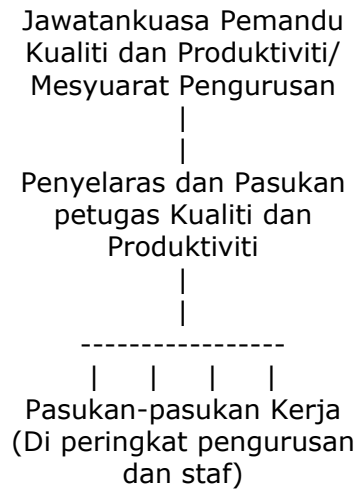 Jawatankuasa Pemandu
Kualiti dan Produktiviti/
Mesyuarat Pengurusan
|
|
Penyelaras dan Pasukan
petugas Kualiti dan
Produktiviti
|
|
-----------------
| | | |
Pasukan-pasukan Kerja
(Di peringkat pengurusan
dan staf)